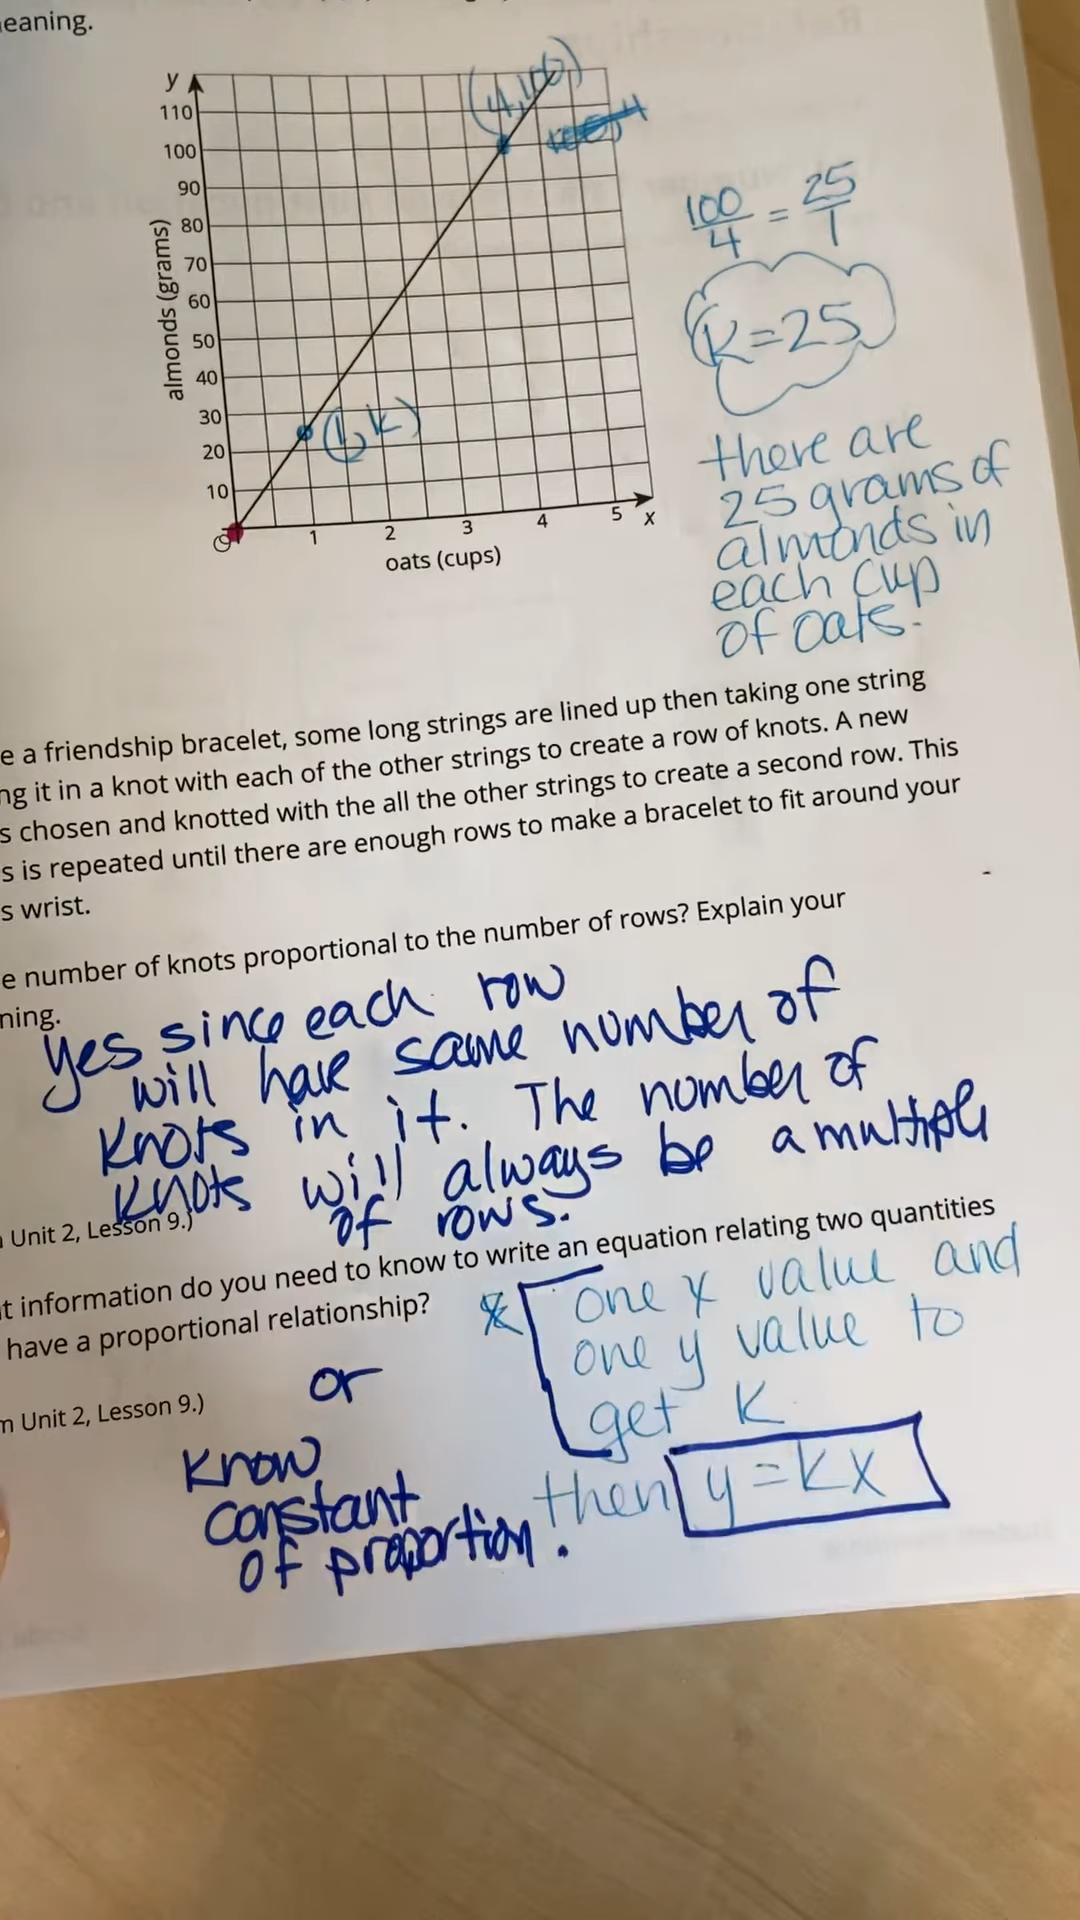 eaning.
y
(4,100)
110
100
90
80
70
60
50
40
30
20
10
almonds (grams)
(1,k)
0
1
2
3
4
5
x
oats (cups)
100/4 = 25/1
K=25
there are
25 grams of
almonds in
each cup
of oats.
e a friendship bracelet, some long strings are lined up then taking one string
ng it in a knot with each of the other strings to create a row of knots. A new
s chosen and knotted with the all the other strings to create a second row. This
s is repeated until there are enough rows to make a bracelet to fit around your
s wrist.
e number of knots proportional to the number of rows? Explain your
ning.
yes since each row
will have same number of
knots in it. The number of
knots will always be a multiple
of rows.
Unit 2, Lesson 9.)
t information do you need to know to write an equation relating two quantities
have a proportional relationship?
one x value and
one y value to
get K
or
m Unit 2, Lesson 9.)
Know
constant
of proportion.
then y=kx